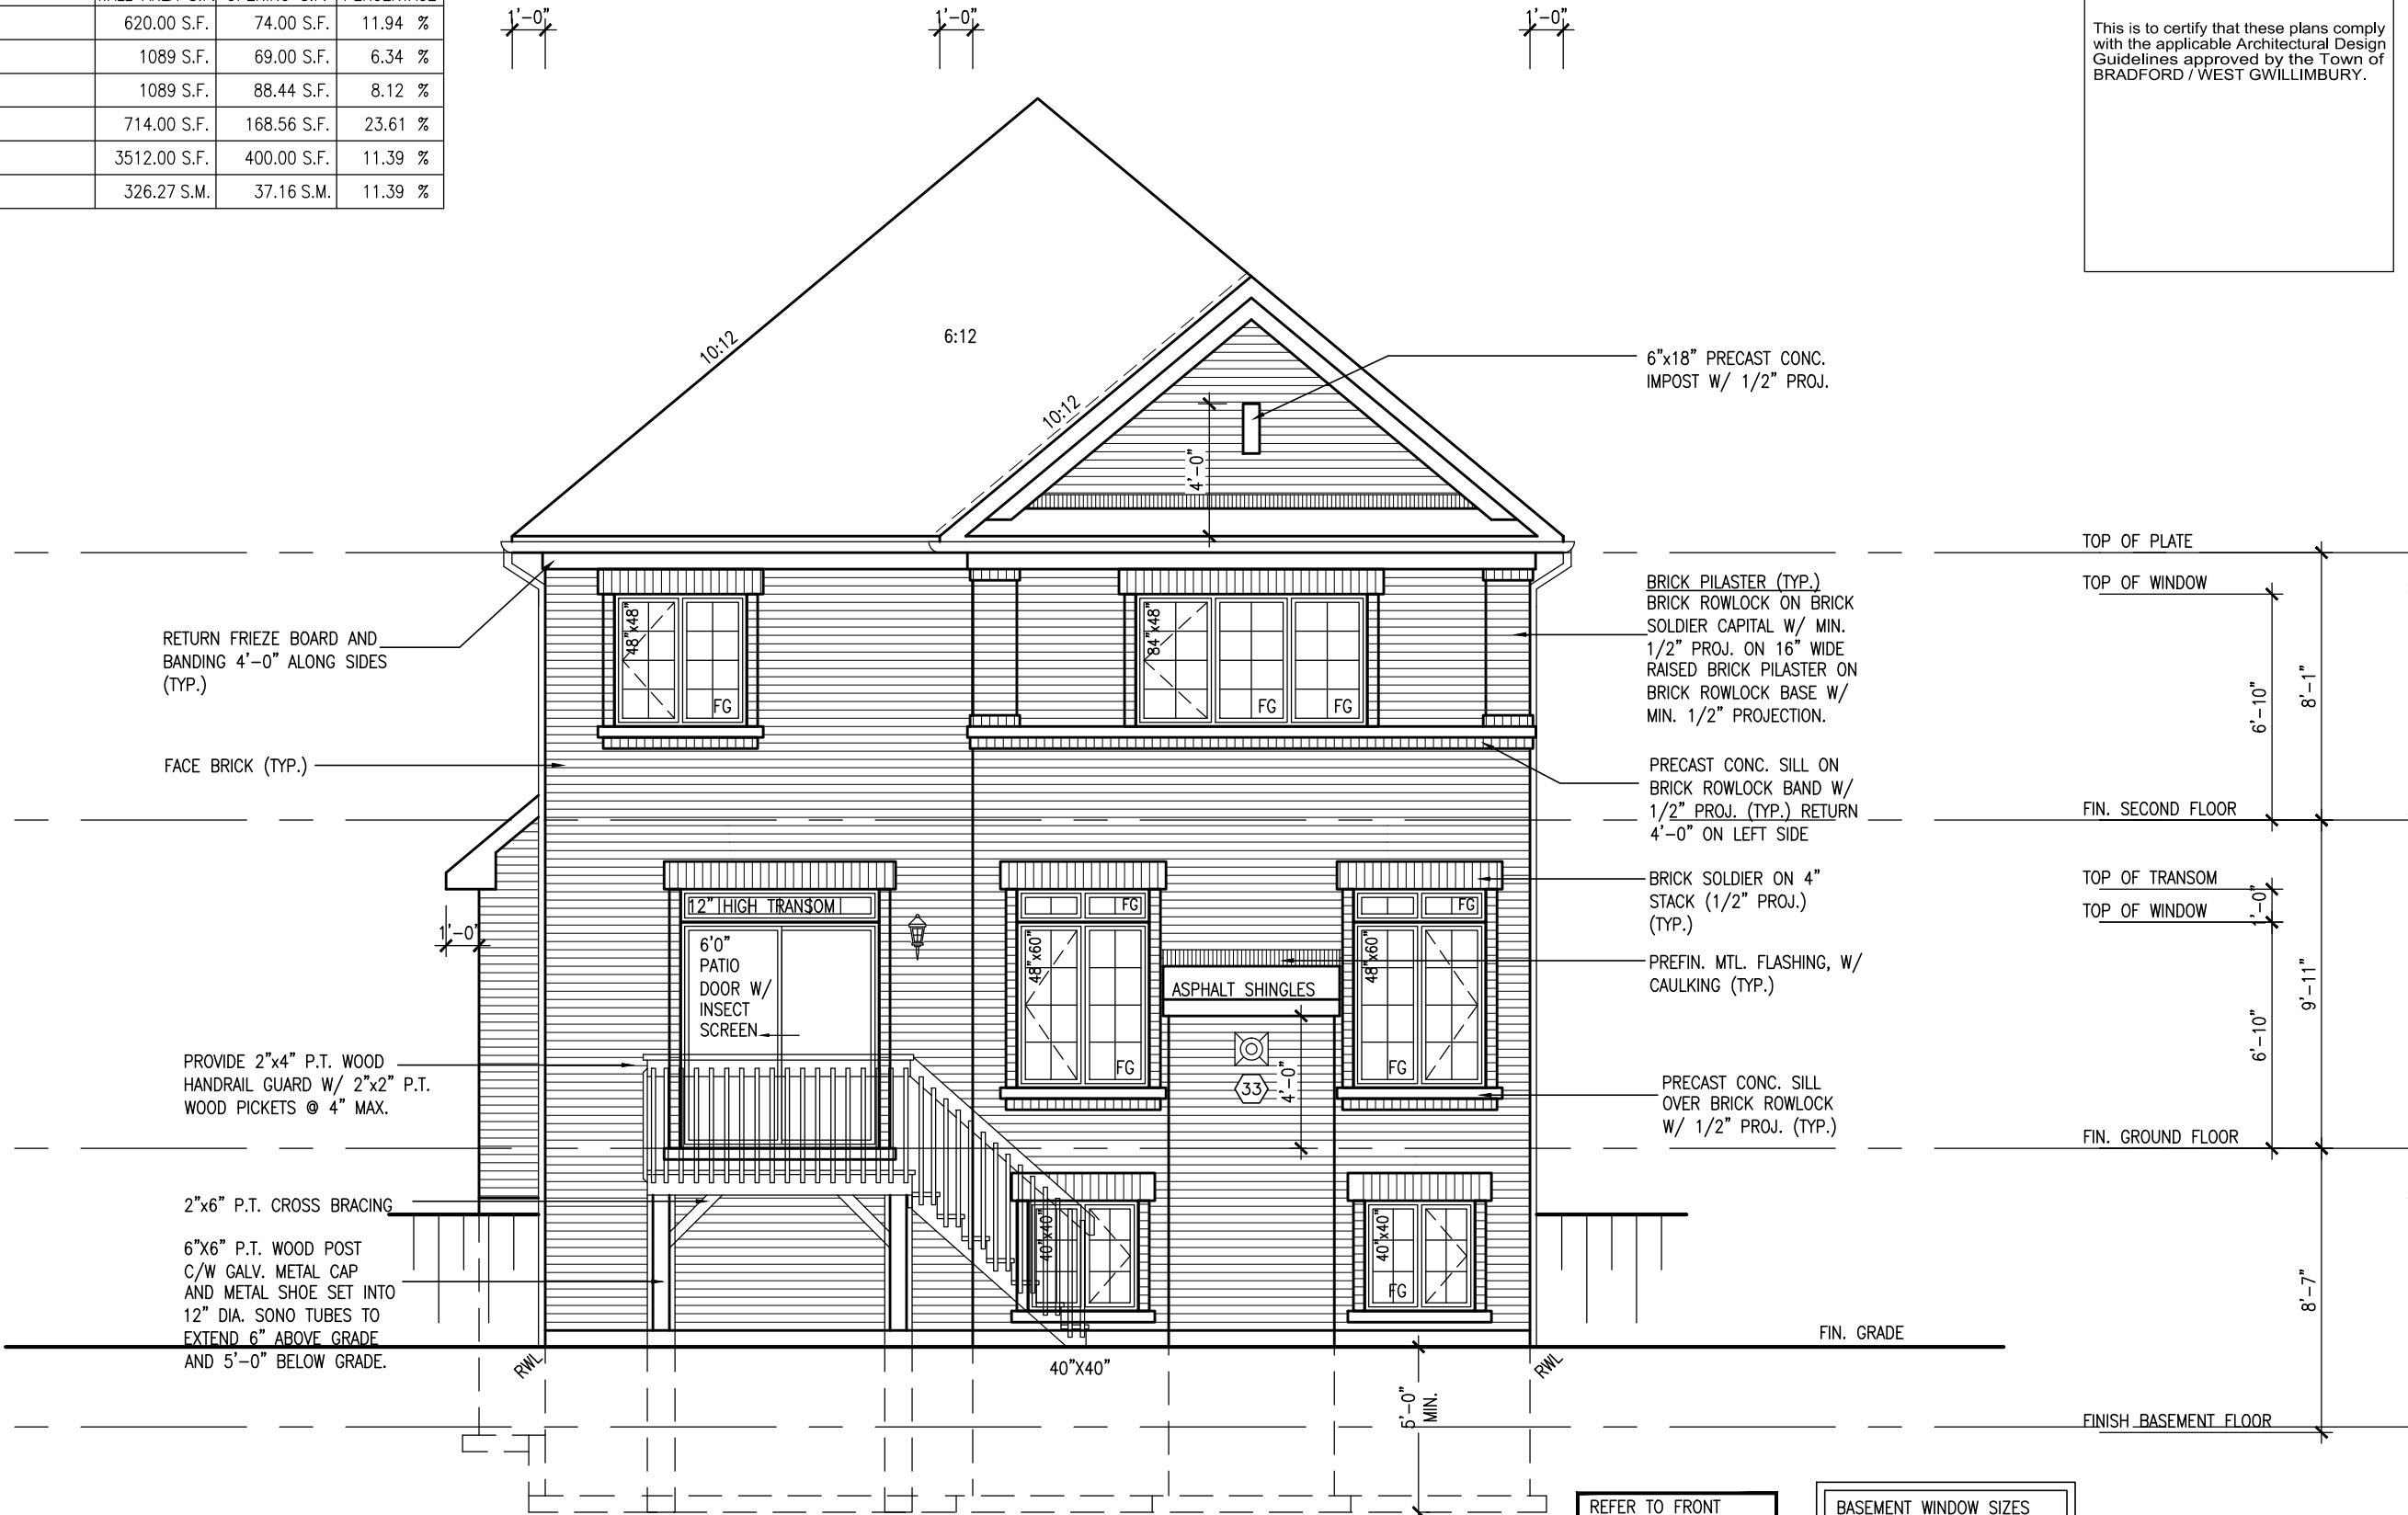 WALL AREA S.F. OPENING S.F. PERCENTAGE
620.00 S.F. 74.00 S.F. 11.94 %
1089 S.F. 69.00 S.F. 6.34 %
1089 S.F. 88.44 S.F. 8.12 %
714.00 S.F. 168.56 S.F. 23.61 %
3512.00 S.F. 400.00 S.F. 11.39 %
326.27 S.M. 37.16 S.M. 11.39 %
1'-0"
1'-0"
1'-0"
This is to certify that these plans comply
with the applicable Architectural Design
Guidelines approved by the Town of
BRADFORD / WEST GWILLIMBURY.
10:12
6:12
10:12
4'-0"
6"x18" PRECAST CONC.
IMPOST W/ 1/2" PROJ.
TOP OF PLATE
TOP OF WINDOW
6'-10"
8'-1"
BRICK PILASTER (TYP.)
BRICK ROWLOCK ON BRICK
SOLDIER CAPITAL W/ MIN.
1/2" PROJ. ON 16" WIDE
RAISED BRICK PILASTER ON
BRICK ROWLOCK BASE W/
MIN. 1/2" PROJECTION.
48"x48"
FG
84"x48"
FG
FG
RETURN FRIEZE BOARD AND
BANDING 4'-0" ALONG SIDES
(TYP.)
FACE BRICK (TYP.)
PRECAST CONC. SILL ON
BRICK ROWLOCK BAND W/
1/2" PROJ. (TYP.) RETURN
4'-0" ON LEFT SIDE
FIN. SECOND FLOOR
BRICK SOLDIER ON 4"
STACK (1/2" PROJ.)
(TYP.)
TOP OF TRANSOM
TOP OF WINDOW
1'-0"
6'-10"
9'-11"
1'-0"
12" HIGH TRANSOM
6'0"
PATIO
DOOR W/
INSECT
SCREEN
FG
48"x60"
FG
ASPHALT SHINGLES
33
4'-0"
FG
48"x60"
FG
PREFIN. MTL. FLASHING, W/
CAULKING (TYP.)
PROVIDE 2"x4" P.T. WOOD
HANDRAIL GUARD W/ 2"x2" P.T.
WOOD PICKETS @ 4" MAX.
PRECAST CONC. SILL
OVER BRICK ROWLOCK
W/ 1/2" PROJ. (TYP.)
FIN. GROUND FLOOR
2"x6" P.T. CROSS BRACING
6"X6" P.T. WOOD POST
C/W GALV. METAL CAP
AND METAL SHOE SET INTO
12" DIA. SONO TUBES TO
EXTEND 6" ABOVE GRADE
AND 5'-0" BELOW GRADE.
40"x40"
40"x40"
FG
8'-7"
FIN. GRADE
RWL
40"X40"
RWL
5'-0"
MIN.
FINISH BASEMENT FLOOR
REFER TO FRONT
BASEMENT WINDOW SIZES